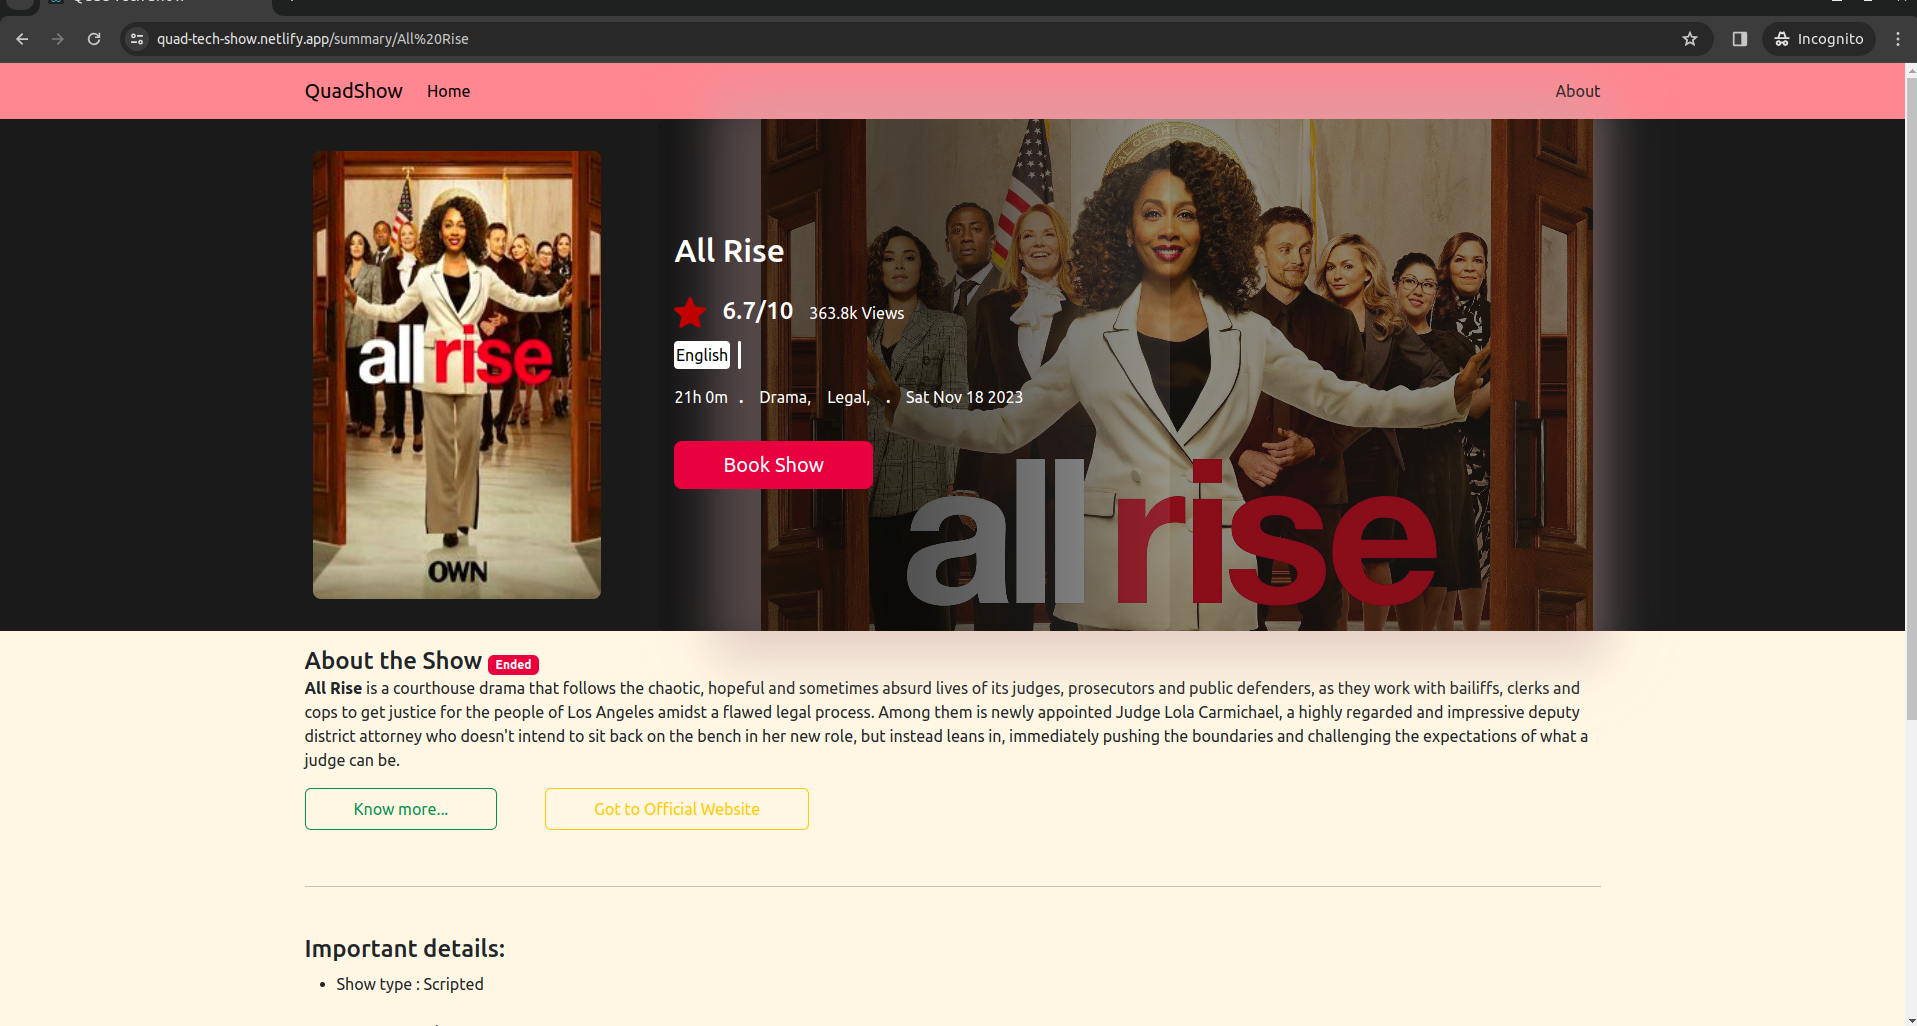 quad-tech-show.netlify.app/summary/All%20Rise
Incognito
QuadShow Home About
SEAL OF THE
all rise
OWN
All Rise
6.7/10 363.8k Views
English
21h 0m . Drama, Legal, . Sat Nov 18 2023
Book Show
all rise
About the Show Ended
All Rise is a courthouse drama that follows the chaotic, hopeful and sometimes absurd lives of its judges, prosecutors and public defenders, as they work with bailiffs, clerks and
cops to get justice for the people of Los Angeles amidst a flawed legal process. Among them is newly appointed Judge Lola Carmichael, a highly regarded and impressive deputy
district attorney who doesn't intend to sit back on the bench in her new role, but instead leans in, immediately pushing the boundaries and challenging the expectations of what a
judge can be.
Know more... Got to Official Website
Important details:
• Show type : Scripted